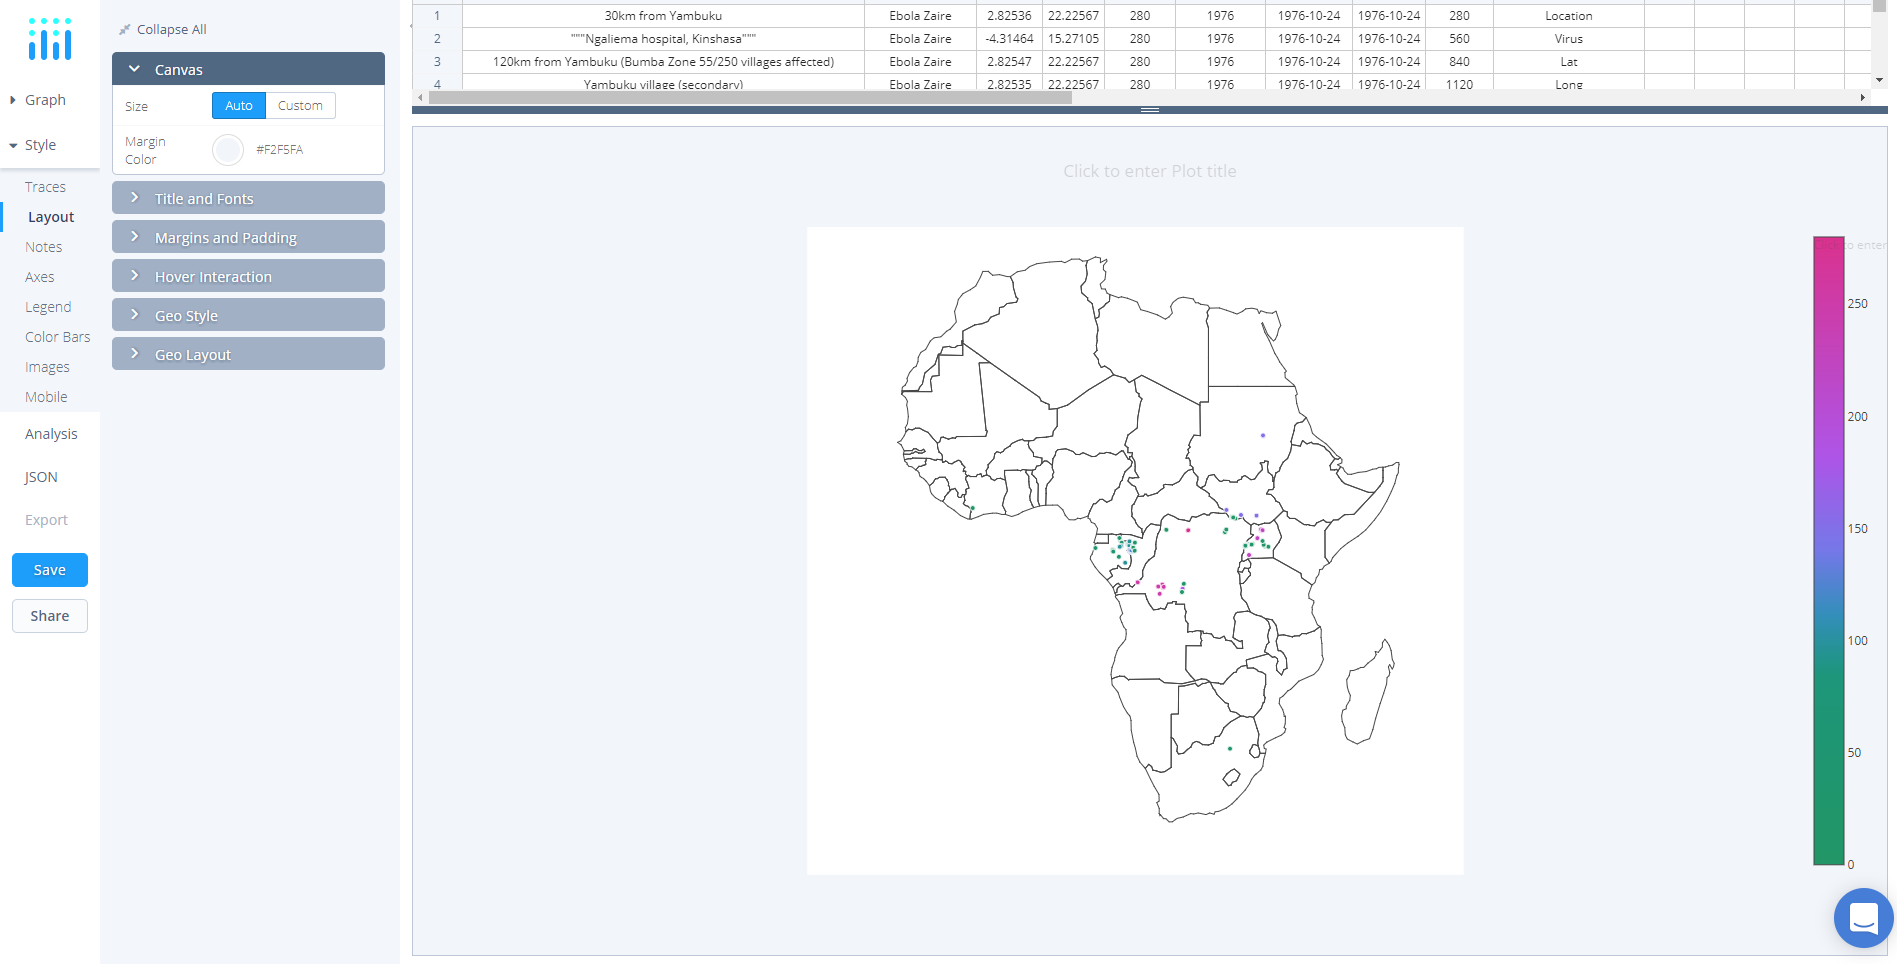 Collapse All
Canvas
Size
Auto
Custom
Margin
Color
#F2F5FA
Title and Fonts
Margins and Padding
Hover Interaction
Geo Style
Geo Layout
Graph
Style
Traces
Layout
Notes
Axes
Legend
Color Bars
Images
Mobile
Analysis
JSON
Export
Save
Share
1 30km from Yambuku Ebola Zaire 2.82536 22.22567 280 1976 1976-10-24 1976-10-24 280 Location
2 """Ngaliema hospital, Kinshasa""" Ebola Zaire -4.31464 15.27105 280 1976 1976-10-24 1976-10-24 560 Virus
3 120km from Yambuku (Bumba Zone 55/250 villages affected) Ebola Zaire 2.82547 22.22567 280 1976 1976-10-24 1976-10-24 840 Lat
4 Yambuku village (secondary) Ebola Zaire 2.82535 22.22567 280 1976 1976-10-24 1976-10-24 1120 Long
Click to enter Plot title
to enter
250
200
150
100
50
0